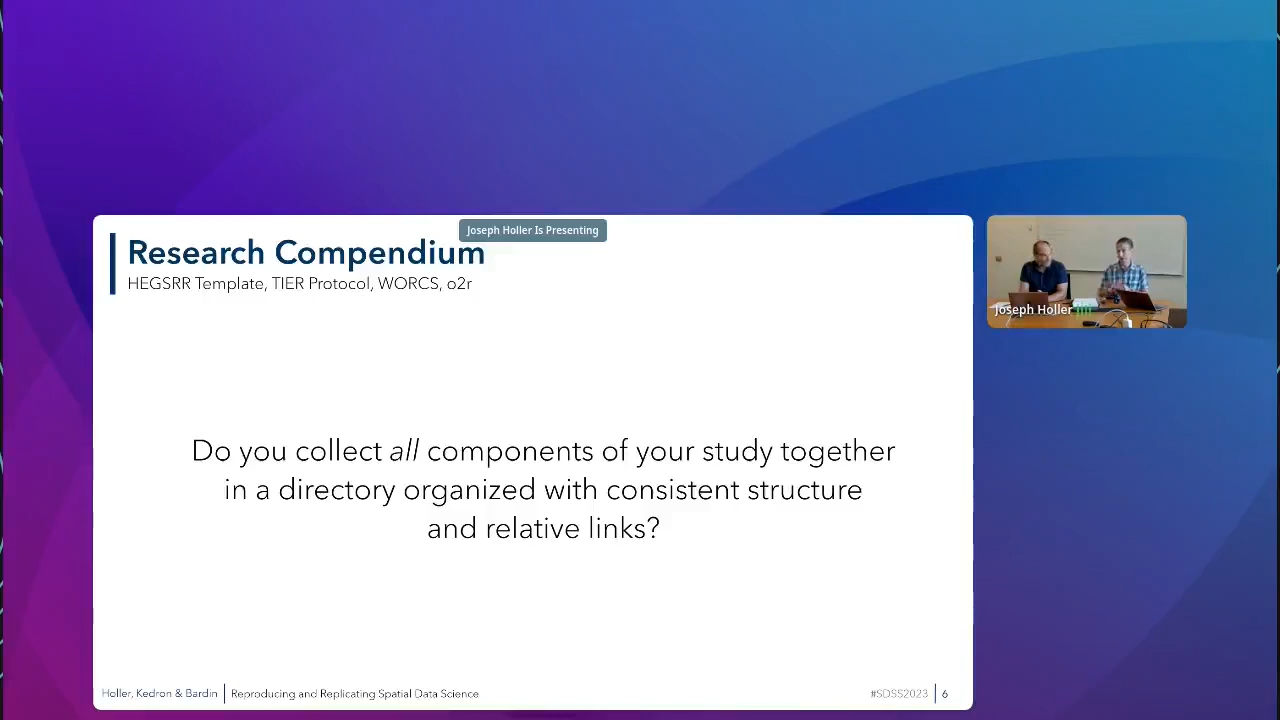 Joseph Holler Is Presenting
Research Compendium
HEGSRR Template, TIER Protocol, WORCS, o2r
Joseph Holler
Do you collect all components of your study together
in a directory organized with consistent structure
and relative links?
Holler, Kedron & Bardin
Reproducing and Replicating Spatial Data Science
#SDSS2023
6